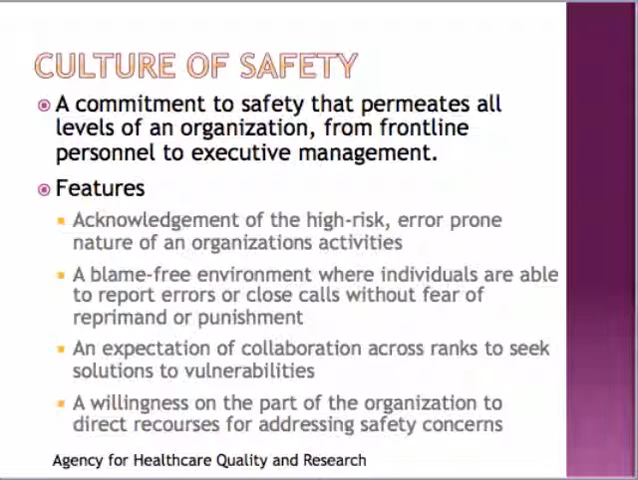 CULTURE OF SAFETY
A commitment to safety that permeates all
levels of an organization, from frontline
personnel to executive management.
Features
Acknowledgement of the high-risk, error prone
nature of an organizations activities
A blame-free environment where individuals are able
to report errors or close calls without fear of
reprimand or punishment
An expectation of collaboration across ranks to seek
solutions to vulnerabilities
A willingness on the part of the organization to
direct recourses for addressing safety concerns
Agency for Healthcare Quality and Research